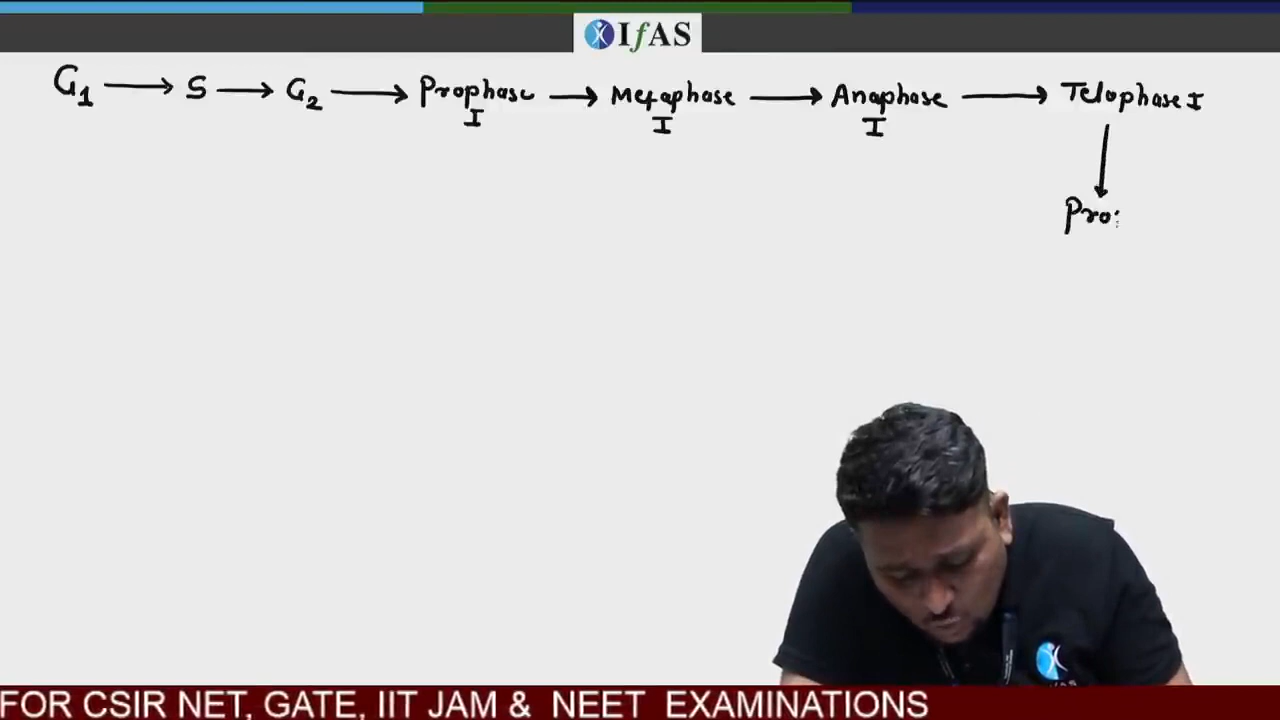 IfAS
G₁ → S → G₂ → Prophase I → Metaphase I → Anaphase I → Telophase I
↓
Pro
FOR CSIR NET, GATE, IIT JAM & NEET EXAMINATIONS